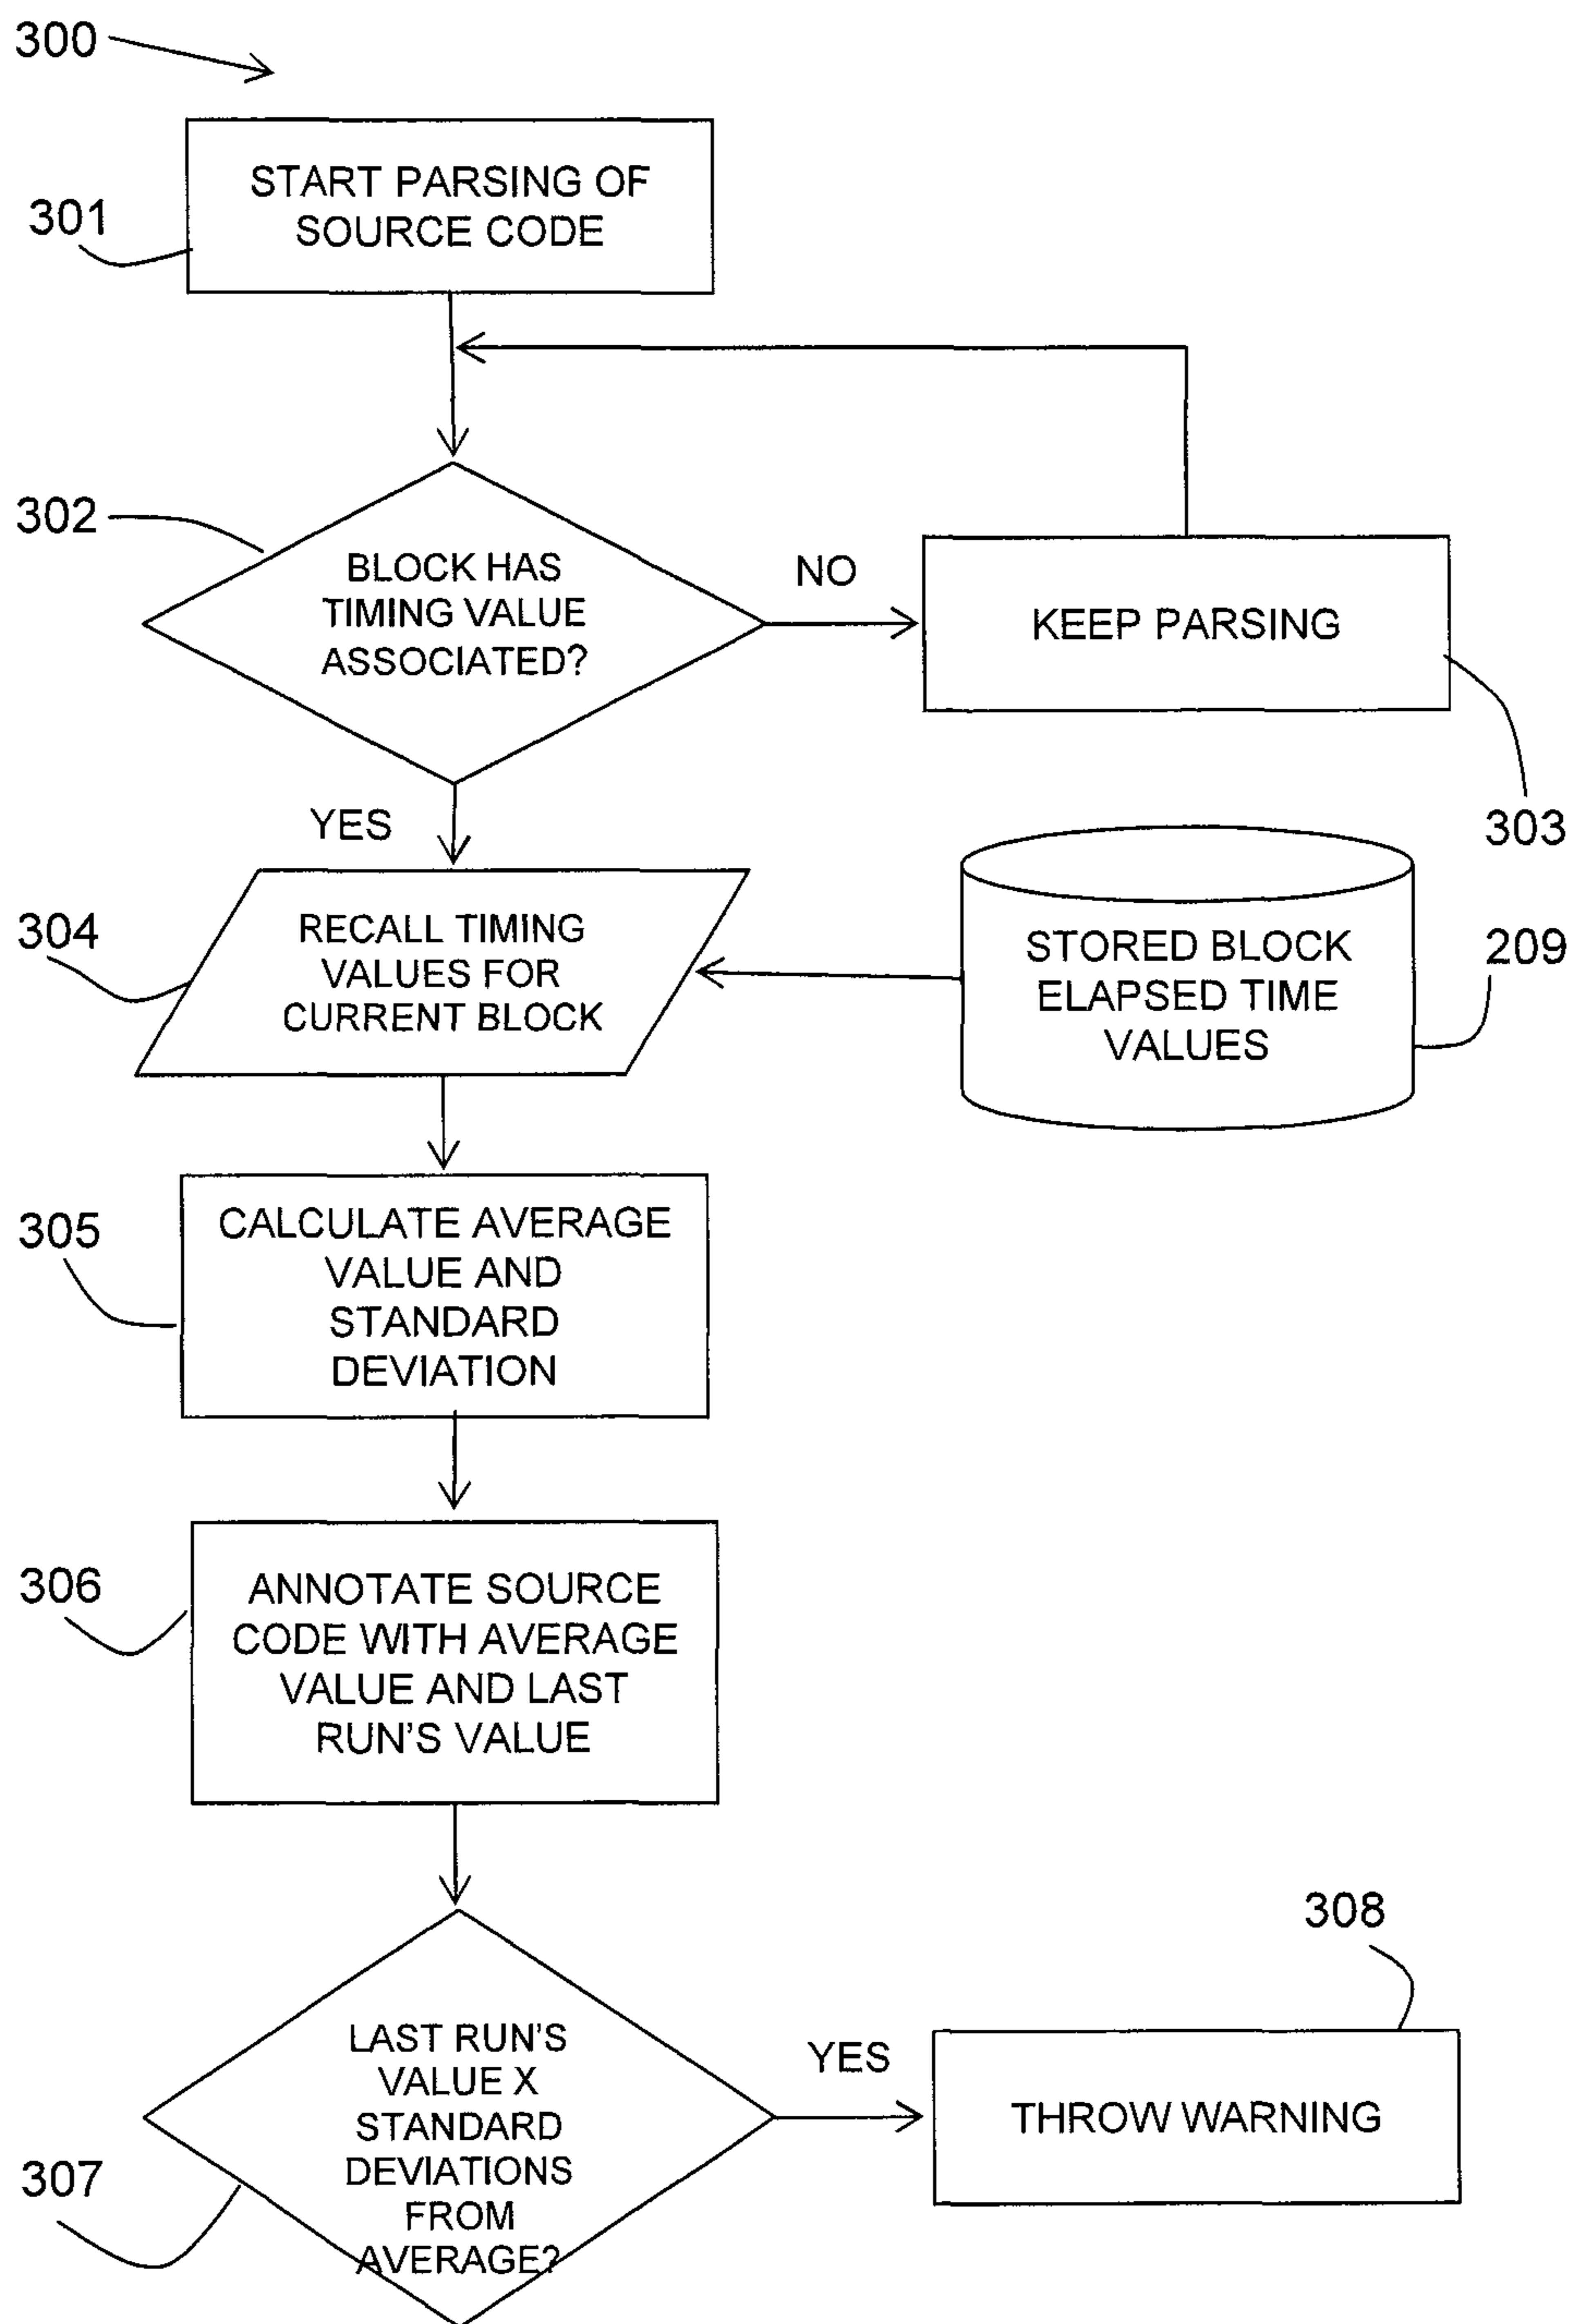 300
START PARSING OF
SOURCE CODE
301
302
BLOCK HAS
TIMING VALUE
ASSOCIATED?
NO
KEEP PARSING
303
YES
304
RECALL TIMING
VALUES FOR
CURRENT BLOCK
STORED BLOCK
ELAPSED TIME
VALUES
209
305
CALCULATE AVERAGE
VALUE AND
STANDARD
DEVIATION
306
ANNOTATE SOURCE
CODE WITH AVERAGE
VALUE AND LAST
RUN'S VALUE
307
LAST RUN'S
VALUE X
STANDARD
DEVIATIONS
FROM
AVERAGE?
YES
308
THROW WARNING